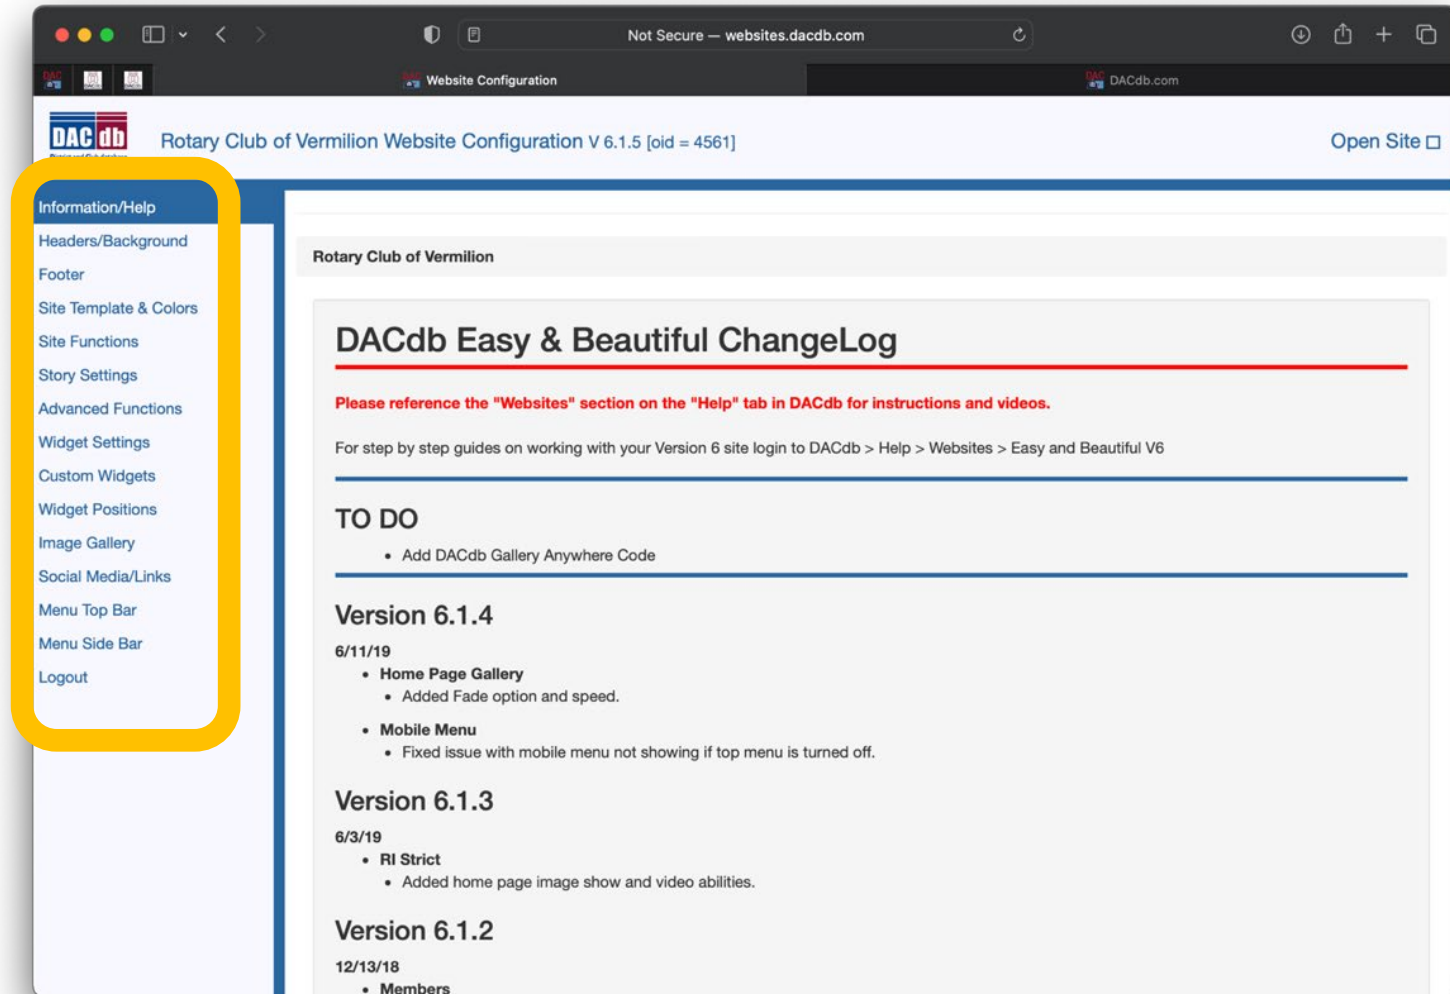 Not Secure — websites.dacdb.com
Website Configuration
DACdb.com
DACdb
Rotary Club of Vermilion Website Configuration V 6.1.5 [oid = 4561]
Open Site
Information/Help
Headers/Background
Footer
Site Template & Colors
Site Functions
Story Settings
Advanced Functions
Widget Settings
Custom Widgets
Widget Positions
Image Gallery
Social Media/Links
Menu Top Bar
Menu Side Bar
Logout
Rotary Club of Vermilion
DACdb Easy & Beautiful ChangeLog
Please reference the "Websites" section on the "Help" tab in DACdb for instructions and videos.
For step by step guides on working with your Version 6 site login to DACdb > Help > Websites > Easy and Beautiful V6
TO DO
• Add DACdb Gallery Anywhere Code
Version 6.1.4
6/11/19
• Home Page Gallery
• Added Fade option and speed.
• Mobile Menu
• Fixed issue with mobile menu not showing if top menu is turned off.
Version 6.1.3
6/3/19
• RI Strict
• Added home page image show and video abilities.
Version 6.1.2
12/13/18
• Members